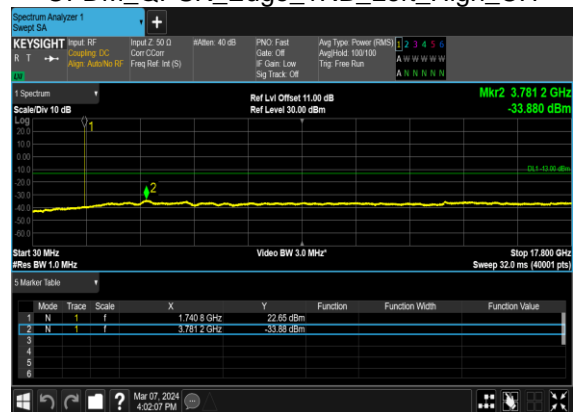 Spectrum Analyzer 1
Swept SA
+
KEYSIGHT Input: RF Input Z: 50 Ω #Atten: 40 dB PNO: Fast Avg Type: Power (RMS) 1 2 3 4 5 6
R T Coupling: DC Corr CCorr Gate: Off Avg|Hold: 100/100 A W W W W W
Align: Auto/No RF Freq Ref: Int (S) IF Gain: Low Trig: Free Run
LU Sig Track: Off A N N N N N
1 Spectrum Ref Lvl Offset 11.00 dB Mkr2 3.781 2 GHz
Scale/Div 10 dB Ref Level 30.00 dBm -33.880 dBm
Log
20.0 1
10.0
0.00
-10.0 DL1 -13.00 dBm
-20.0
-30.0 2
-40.0
-50.0
-60.0
Start 30 MHz Video BW 3.0 MHz* Stop 17.800 GHz
#Res BW 1.0 MHz Sweep 32.0 ms (40001 pts)
5 Marker Table
Mode Trace Scale X Y Function Function Width Function Value
1 N 1 f 1.740 8 GHz 22.65 dBm
2 N 1 f 3.781 2 GHz -33.88 dBm
3
4
5
6
? Mar 07, 2024
4:02:07 PM